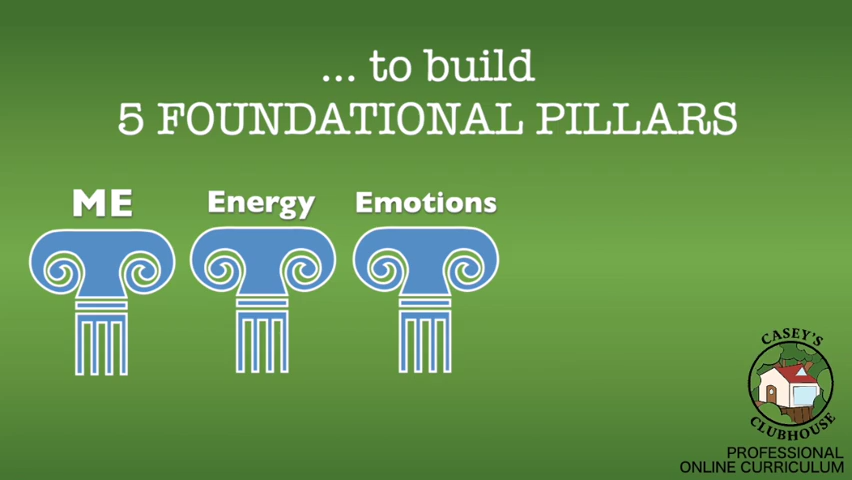 ... to build
5 FOUNDATIONAL PILLARS
ME
Energy
Emotions
CASEY'S
CLUBHOUSE
PROFESSIONAL
ONLINE CURRICULUM